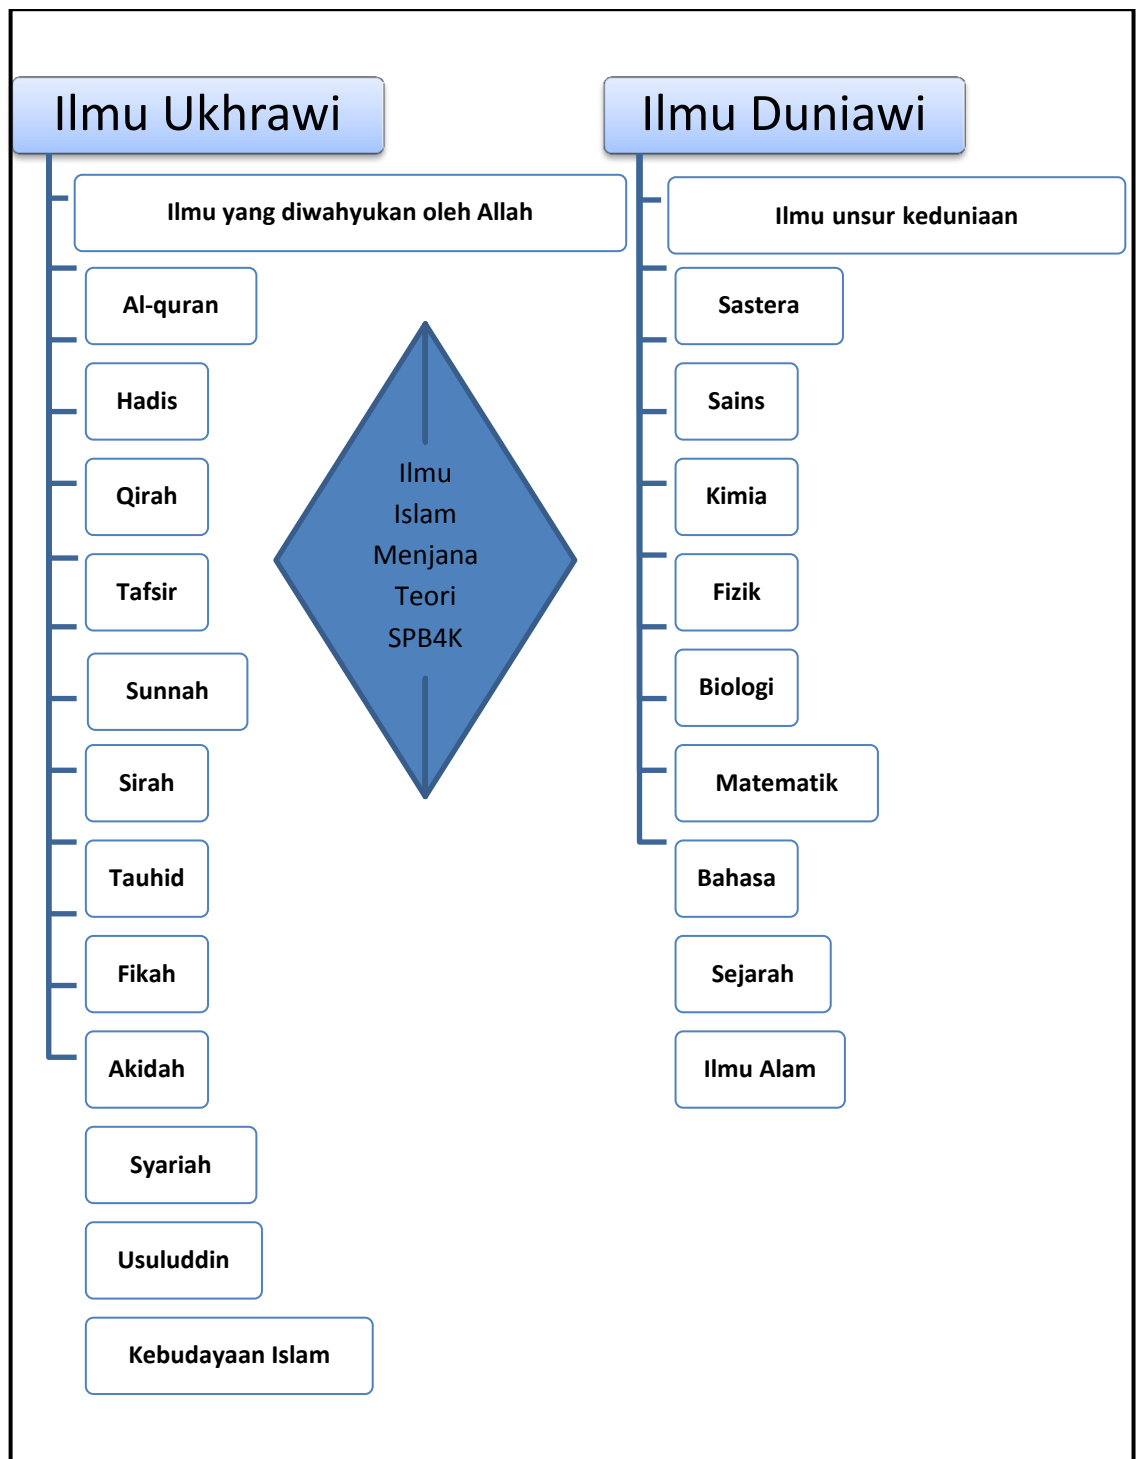 Ilmu Ukhrawi
Ilmu yang diwahyukan oleh Allah
Al-quran
Hadis
Qirah
Tafsir
Sunnah
Sirah
Tauhid
Fikah
Akidah
Syariah
Usuluddin
Kebudayaan Islam
Ilmu
Islam
Menjana
Teori
SPB4K
Ilmu Duniawi
Ilmu unsur keduniaan
Sastera
Sains
Kimia
Fizik
Biologi
Matematik
Bahasa
Sejarah
Ilmu Alam